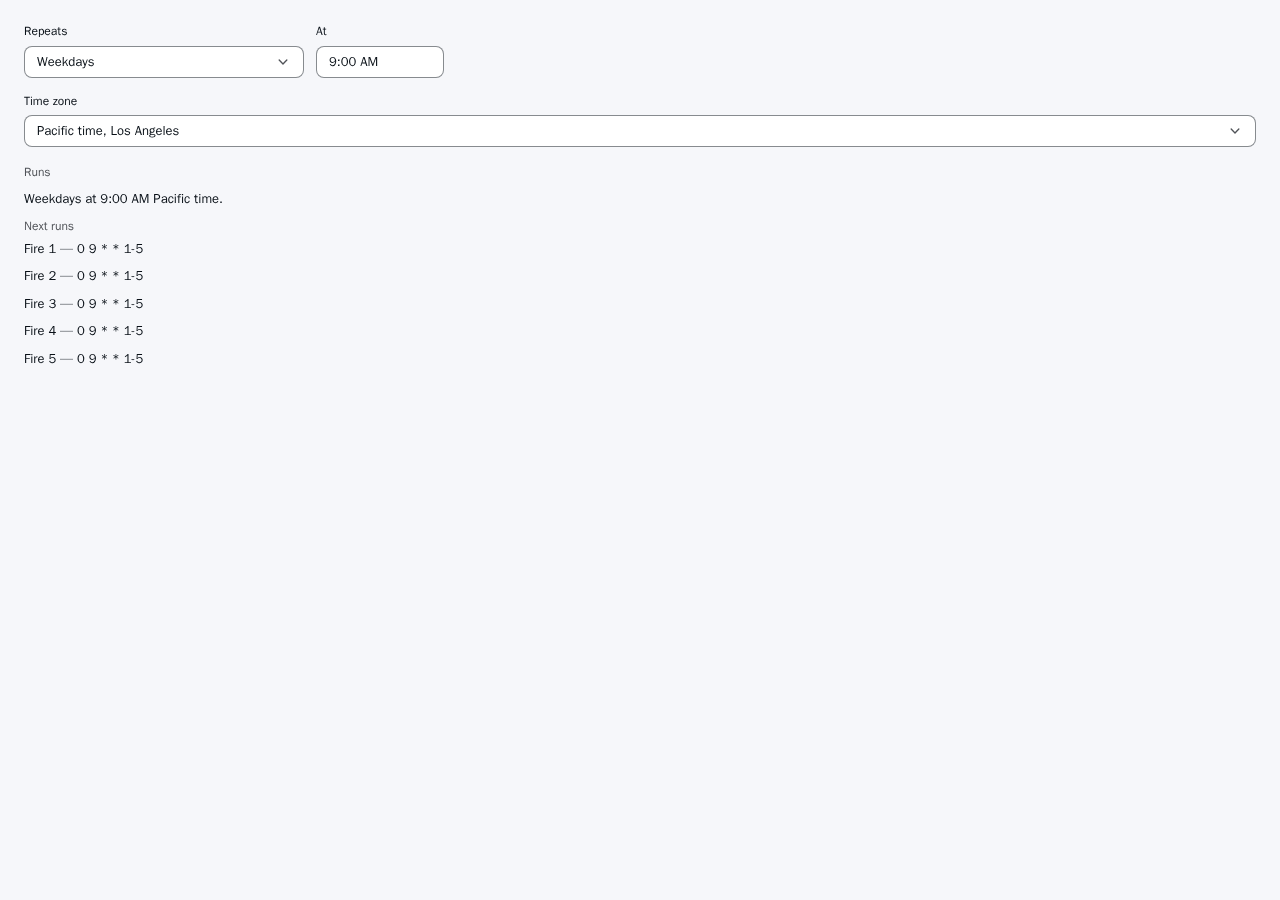 Repeats
At
Weekdays
9:00 AM
Time zone
Pacific time, Los Angeles
Runs
Weekdays at 9:00 AM Pacific time.
Next runs
Fire 1 — 0 9 * * 1-5
Fire 2 — 0 9 * * 1-5
Fire 3 — 0 9 * * 1-5
Fire 4 — 0 9 * * 1-5
Fire 5 — 0 9 * * 1-5